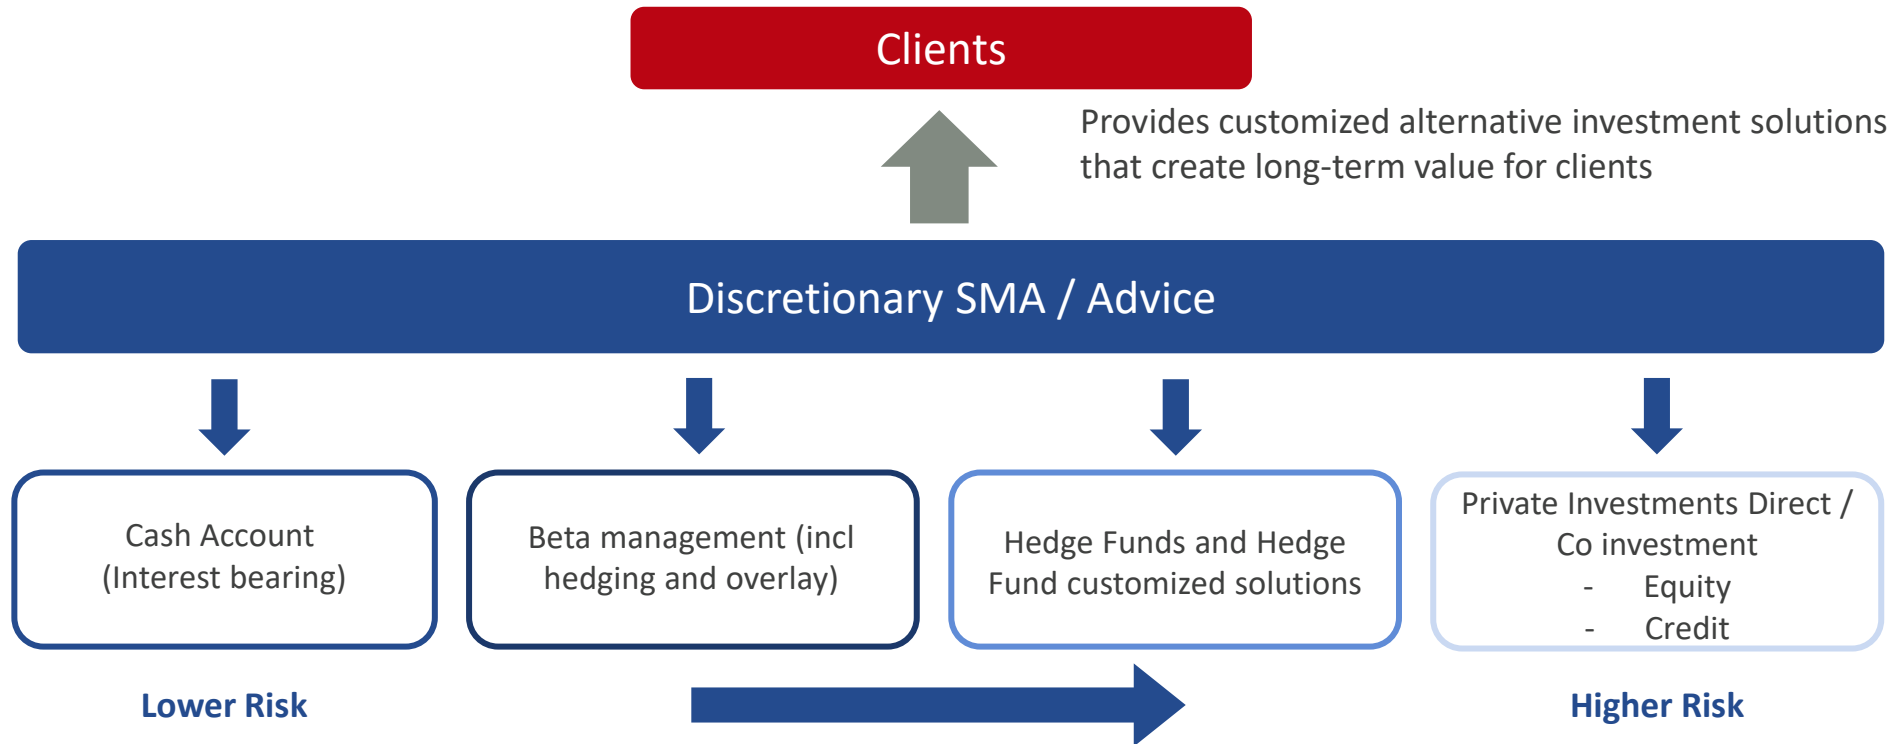 Clients
Provides customized alternative investment solutions
that create long-term value for clients
Discretionary SMA / Advice
Cash Account
(Interest bearing)
Beta management (incl
hedging and overlay)
Hedge Funds and Hedge
Fund customized solutions
Private Investments Direct /
Co investment
- Equity
- Credit
Lower Risk
Higher Risk